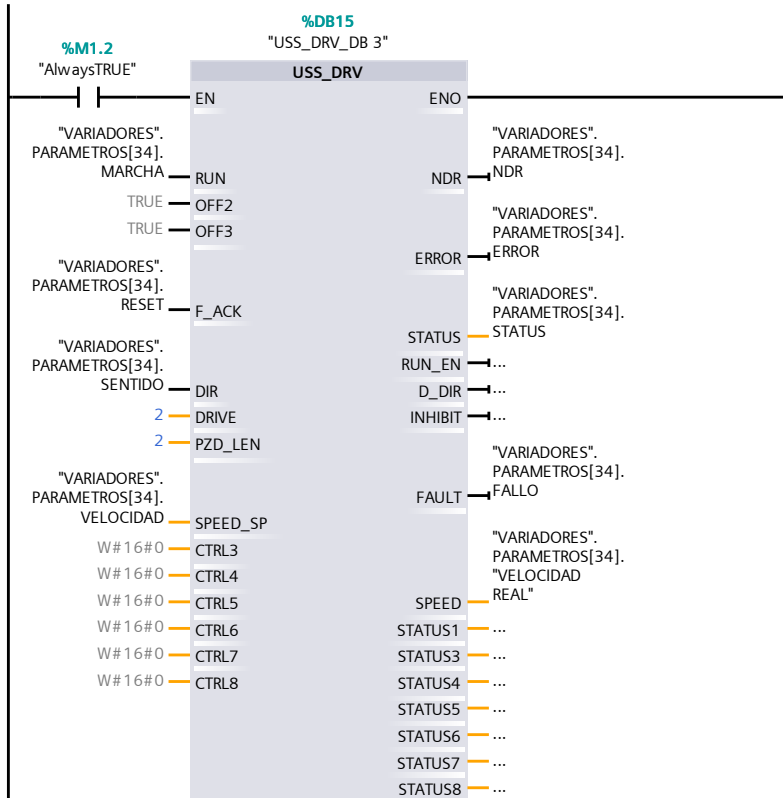 %DB15
"USS_DRV_DB 3"
%M1.2
"AlwaysTRUE"
USS_DRV
EN
ENO
"VARIADORES".
PARAMETROS[34].
MARCHA
RUN
"VARIADORES".
PARAMETROS[34].
NDR
NDR
TRUE
OFF2
TRUE
OFF3
"VARIADORES".
PARAMETROS[34].
ERROR
ERROR
"VARIADORES".
PARAMETROS[34].
RESET
F_ACK
"VARIADORES".
PARAMETROS[34].
STATUS
STATUS
RUN_EN
...
"VARIADORES".
PARAMETROS[34].
SENTIDO
DIR
D_DIR
...
2
DRIVE
INHIBIT
...
2
PZD_LEN
"VARIADORES".
PARAMETROS[34].
FALLO
FAULT
"VARIADORES".
PARAMETROS[34].
VELOCIDAD
SPEED_SP
W#16#0
CTRL3
W#16#0
CTRL4
W#16#0
CTRL5
"VARIADORES".
PARAMETROS[34].
"VELOCIDAD
REAL"
SPEED
W#16#0
CTRL6
STATUS1
...
W#16#0
CTRL7
STATUS3
...
W#16#0
CTRL8
STATUS4
...
STATUS5
...
STATUS6
...
STATUS7
...
STATUS8
...